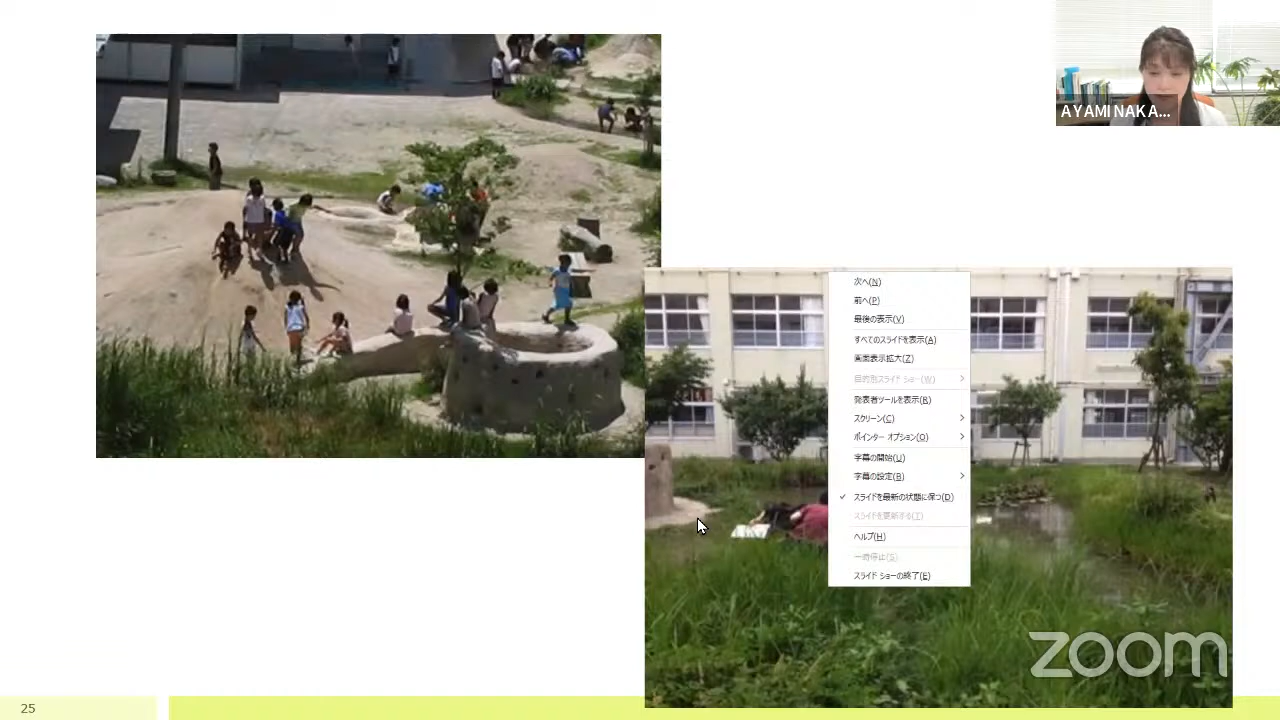 AYAMI NAKA...
次へ(N)
前へ(P)
最後の表示(V)
すべてのスライドを表示(A)
画面表示拡大(Z)
目的別スライド ショー(W)
発表者ツールを表示(R)
スクリーン(C)
ポインター オプション(O)
字幕の開始(U)
字幕の設定(B)
スライドを最新の状態に保つ(D)
スライドを更新する(T)
ヘルプ(H)
一時停止(S)
スライド ショーの終了(E)
zoom
25